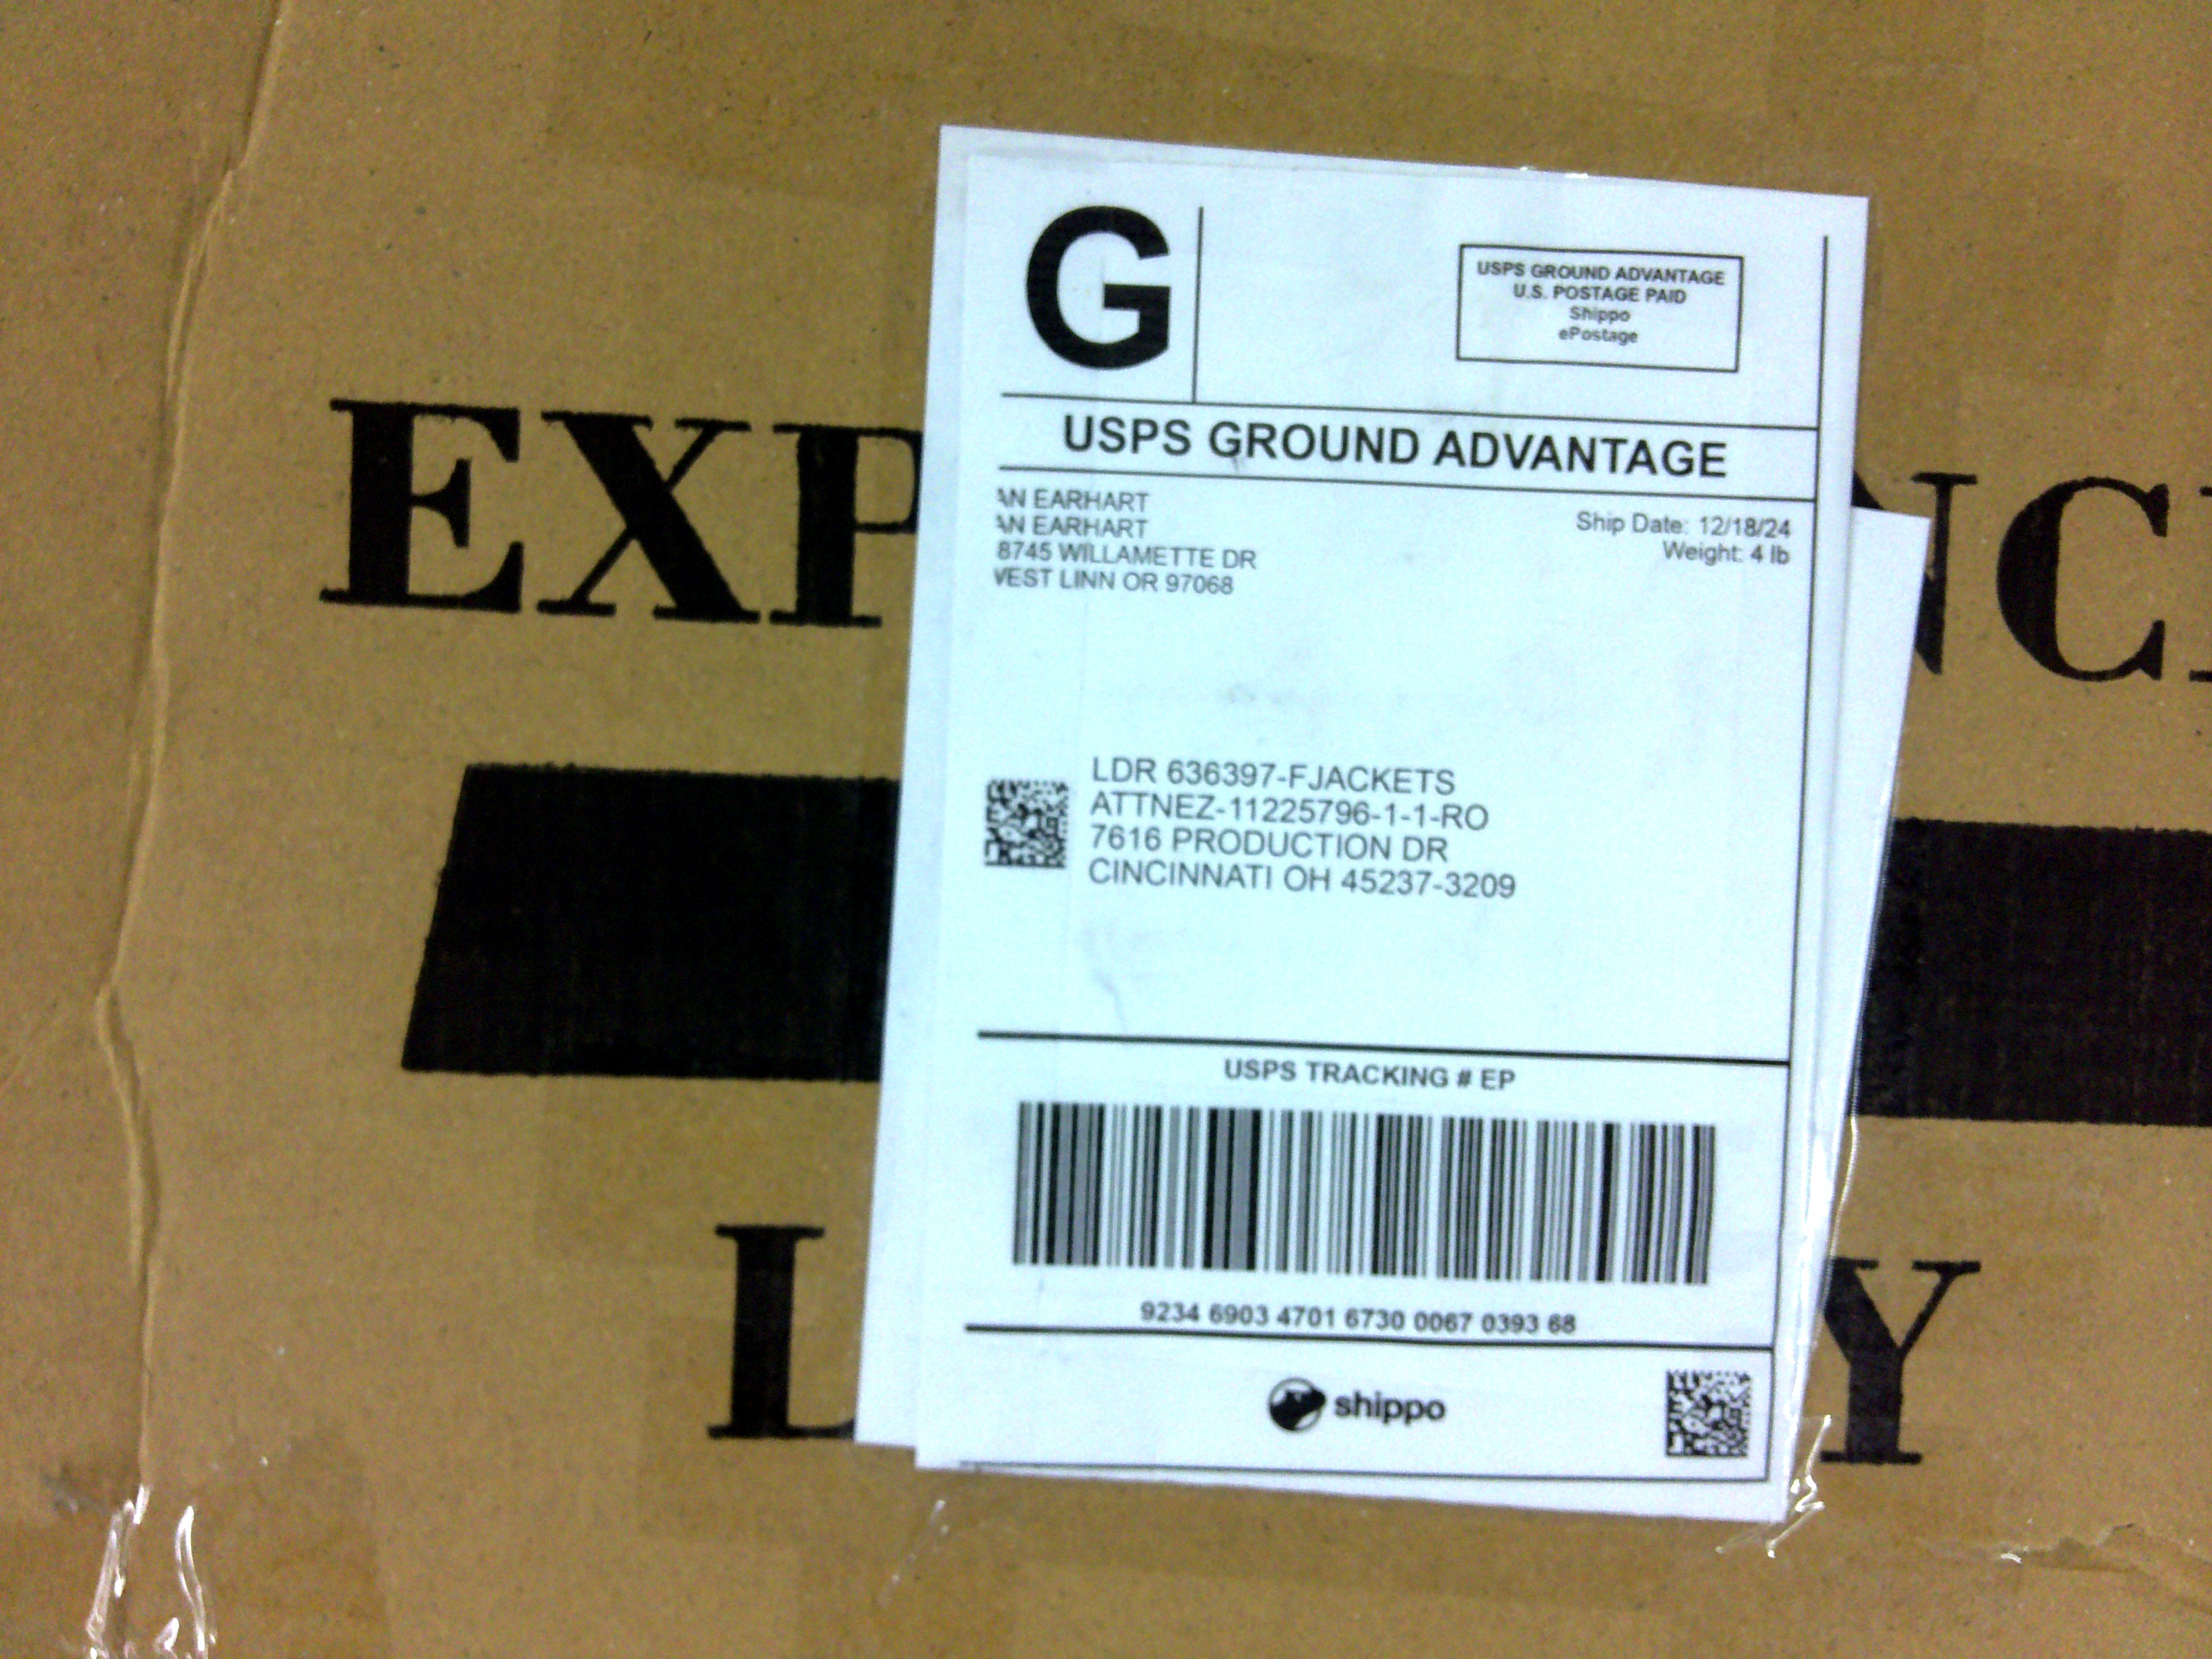 G
USPS GROUND ADVANTAGE
U.S. POSTAGE PAID
Shippo
ePostage
USPS GROUND ADVANTAGE
AN EARHART
AN EARHART
8745 WILLAMETTE DR
WEST LINN OR 97068
Ship Date: 12/18/24
Weight: 4 lb
LDR 636397-FJACKETS
ATTNEZ-11225796-1-1-RO
7616 PRODUCTION DR
CINCINNATI OH 45237-3209
USPS TRACKING # EP
9234 6903 4701 6730 0067 0393 68
shippo
EXP
NC
L
Y